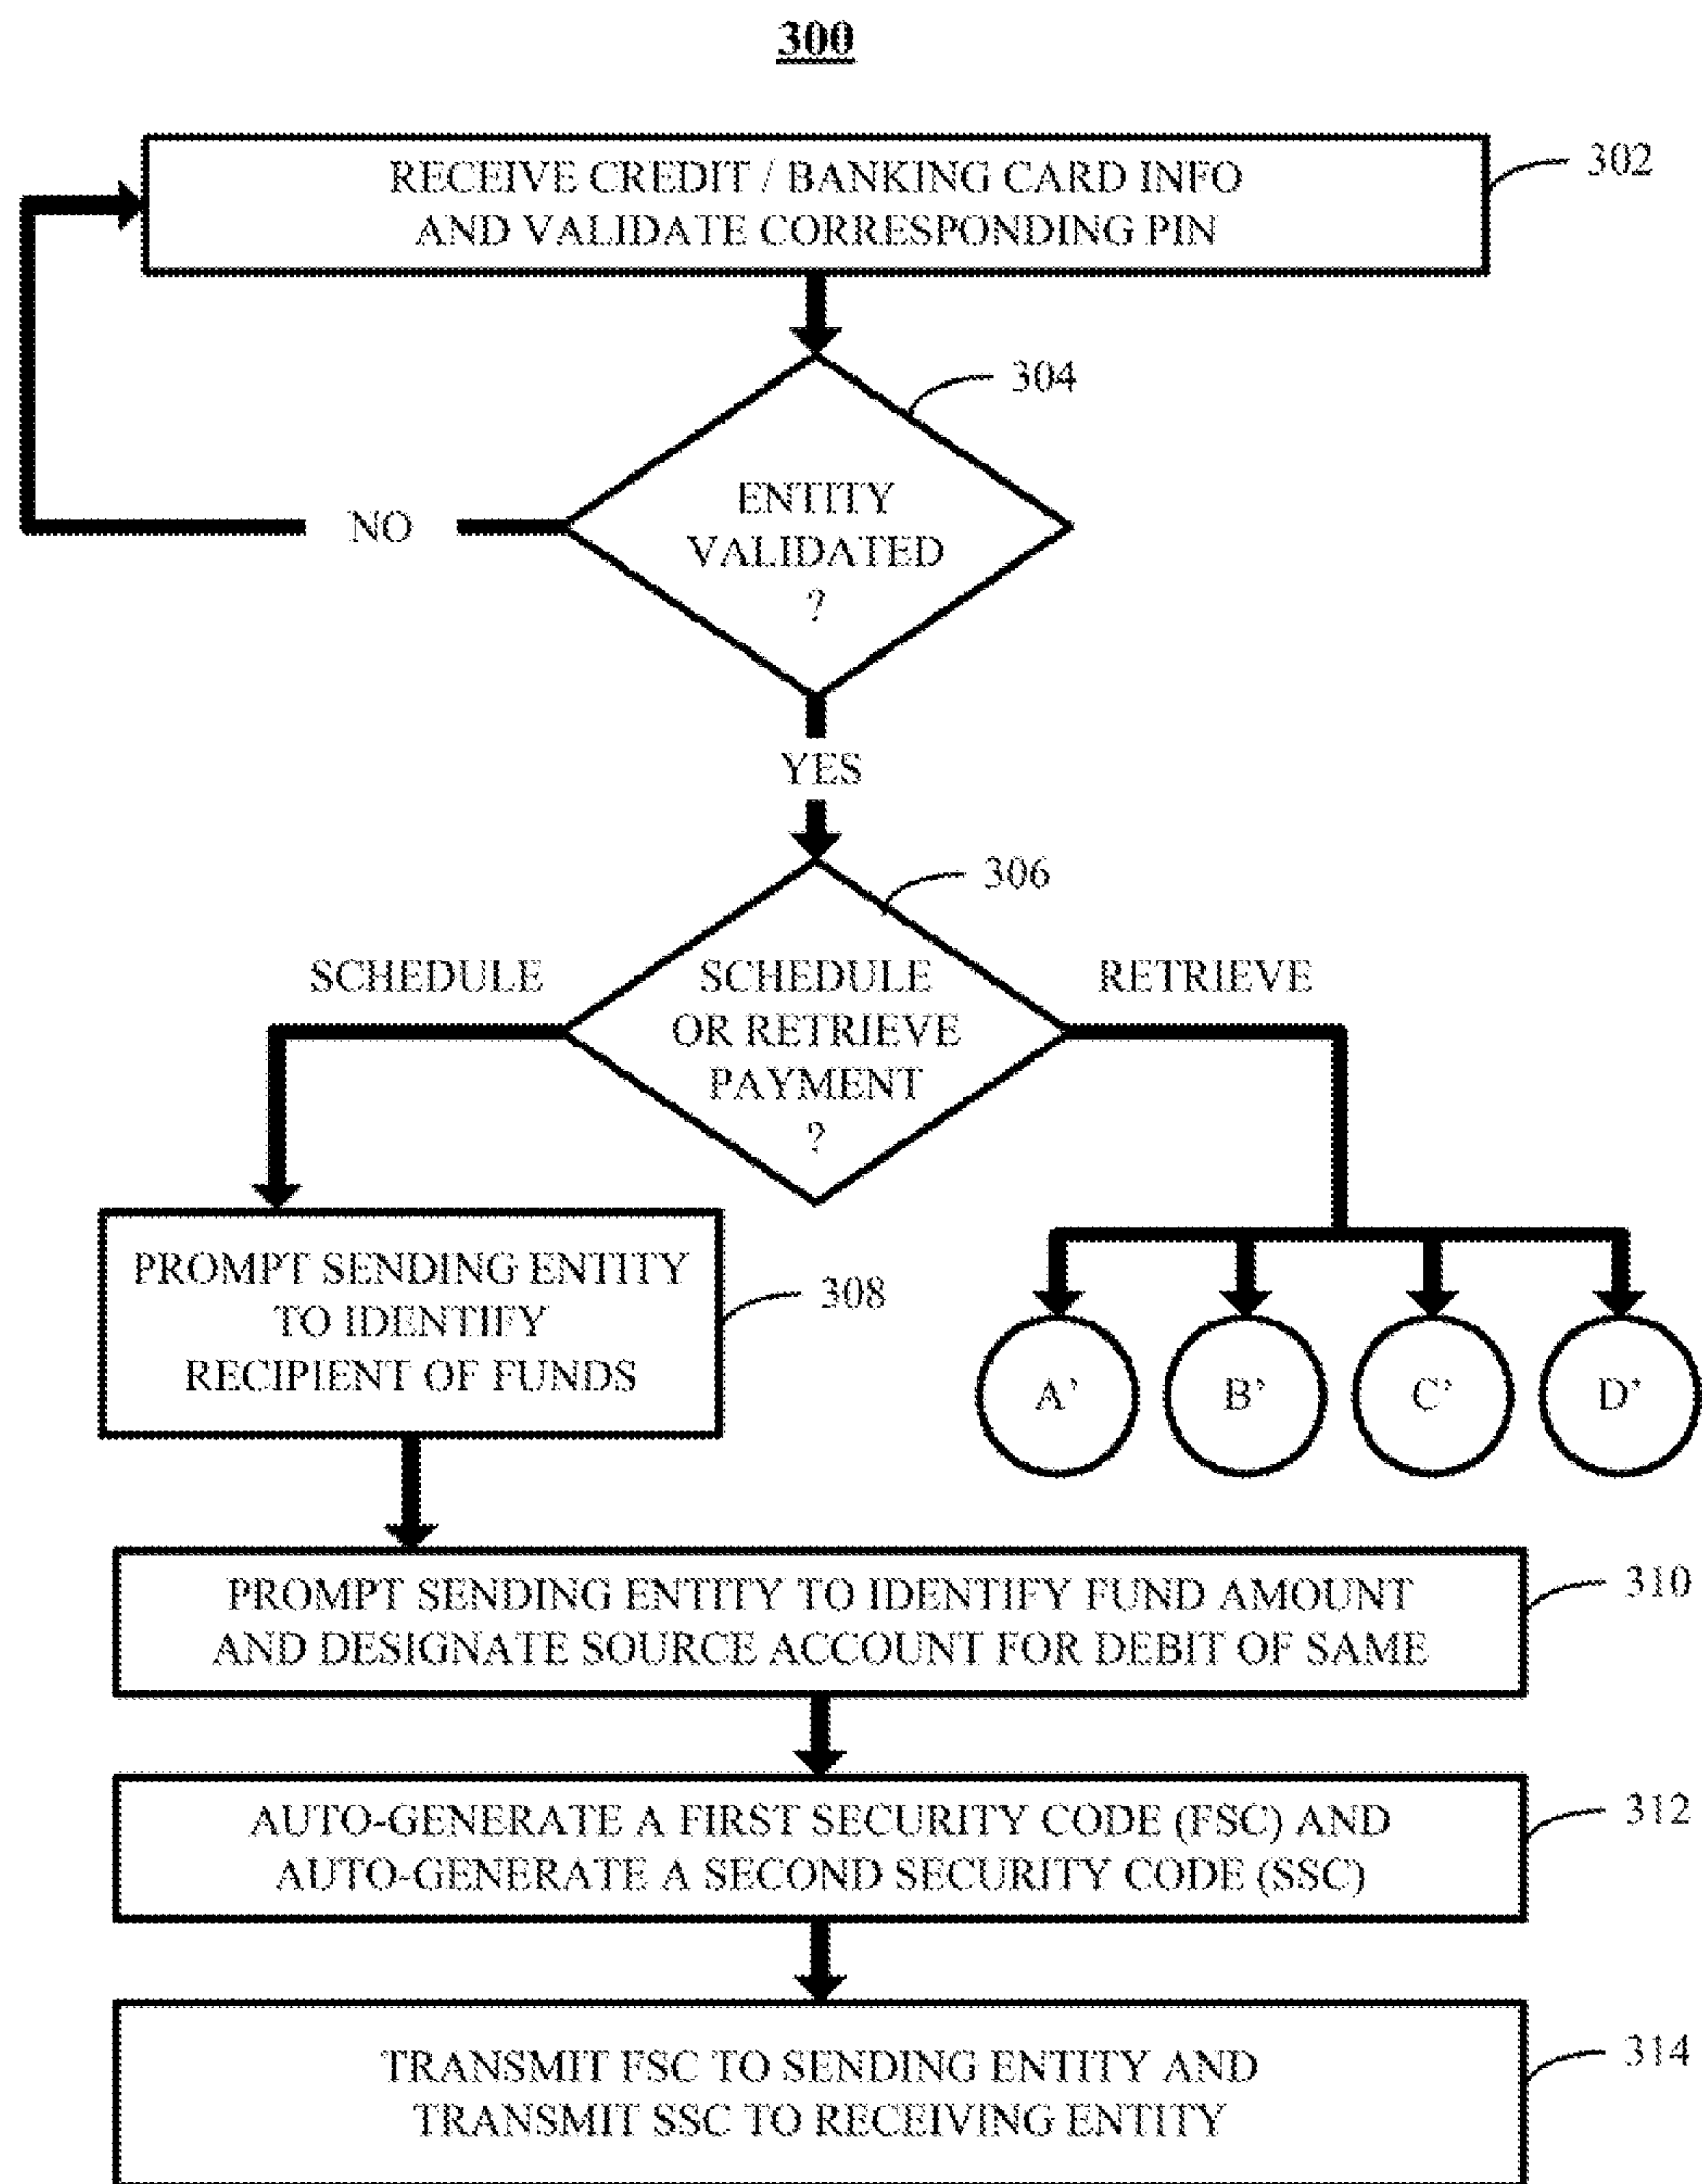 300
RECEIVE CREDIT / BANKING CARD INFO
AND VALIDATE CORRESPONDING PIN
302
304
ENTITY
VALIDATED
?
NO
YES
306
SCHEDULE
SCHEDULE
OR RETRIEVE
PAYMENT
?
RETRIEVE
PROMPT SENDING ENTITY
TO IDENTIFY
RECIPIENT OF FUNDS
308
A’
B’
C’
D’
PROMPT SENDING ENTITY TO IDENTIFY FUND AMOUNT
AND DESIGNATE SOURCE ACCOUNT FOR DEBIT OF SAME
310
AUTO-GENERATE A FIRST SECURITY CODE (FSC) AND
AUTO-GENERATE A SECOND SECURITY CODE (SSC)
312
TRANSMIT FSC TO SENDING ENTITY AND
TRANSMIT SSC TO RECEIVING ENTITY
314